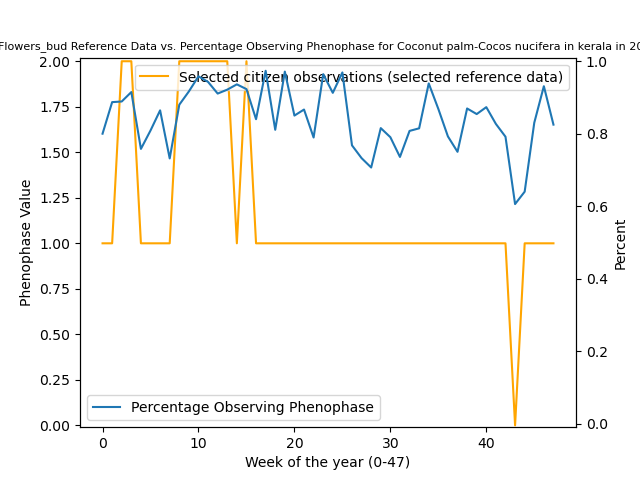 Flowers_bud Reference Data vs. Percentage Observing Phenophase for Coconut palm-Cocos nucifera in kerala in 20
Selected citizen observations (selected reference data)
2.00
1.75
1.50
1.25
1.00
0.75
0.50
0.25
0.00
Phenophase Value
1.0
0.8
0.6
0.4
0.2
0.0
Percent
Percentage Observing Phenophase
0 10 20 30 40
Week of the year (0-47)